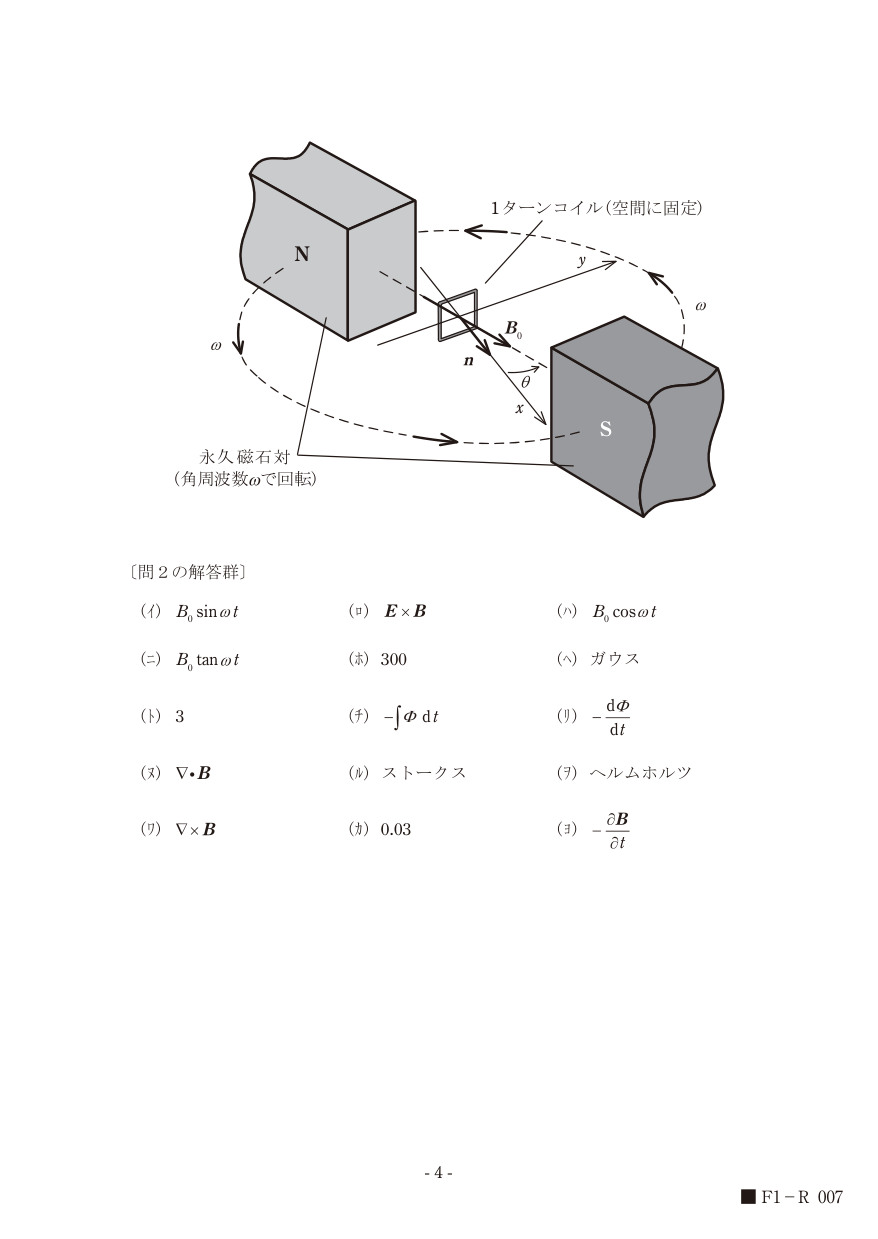 1ターンコイル(空間に固定)
y
N
ω
B₀
ω
n
θ
x
S
永久磁石対
(角周波数ωで回転)
〔問2の解答群〕
(ｲ) B₀ sin ω t (ﾛ) E × B (ﾊ) B₀ cos ω t
(ﾆ) B₀ tan ω t (ﾎ) 300 (ﾍ) ガウス
(ﾄ) 3 (ﾁ) −∫Φ dt (ﾘ) −dΦ/dt
(ﾇ) ∇•B (ﾙ) ストークス (ｦ) ヘルムホルツ
(ﾜ) ∇×B (ｶ) 0.03 (ﾖ) −∂B/∂t
- 4 -
■ F1−R 007